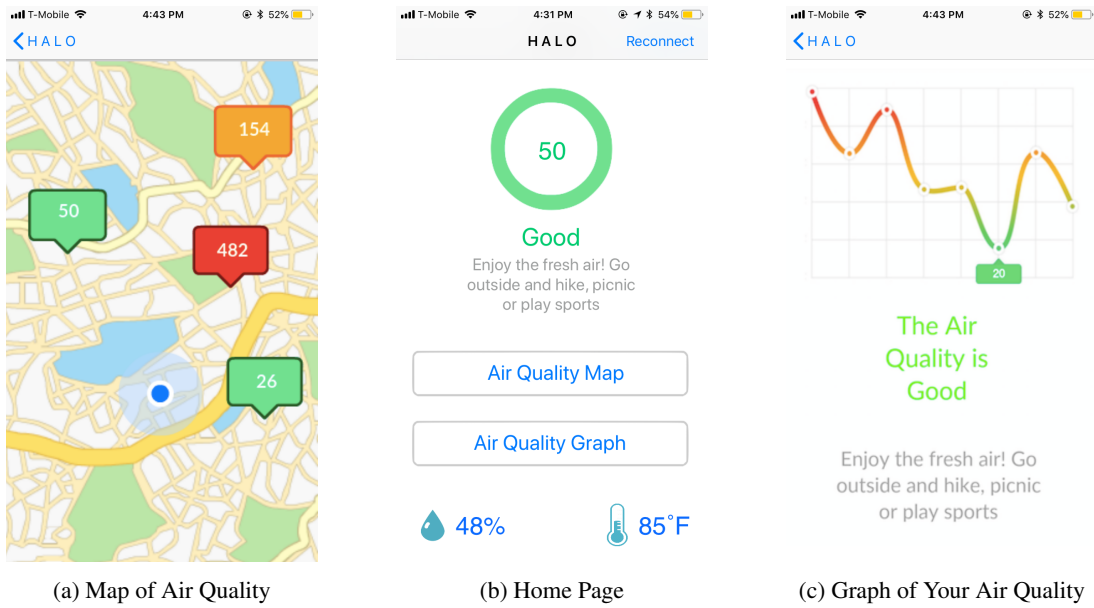 T-Mobile 4:43 PM 52%
HALO
154
50
482
26
(a) Map of Air Quality
T-Mobile 4:31 PM 54%
HALO Reconnect
50
Good
Enjoy the fresh air! Go
outside and hike, picnic
or play sports
Air Quality Map
Air Quality Graph
48% 85°F
(b) Home Page
T-Mobile 4:43 PM 52%
HALO
20
The Air
Quality is
Good
Enjoy the fresh air! Go
outside and hike, picnic
or play sports
(c) Graph of Your Air Quality